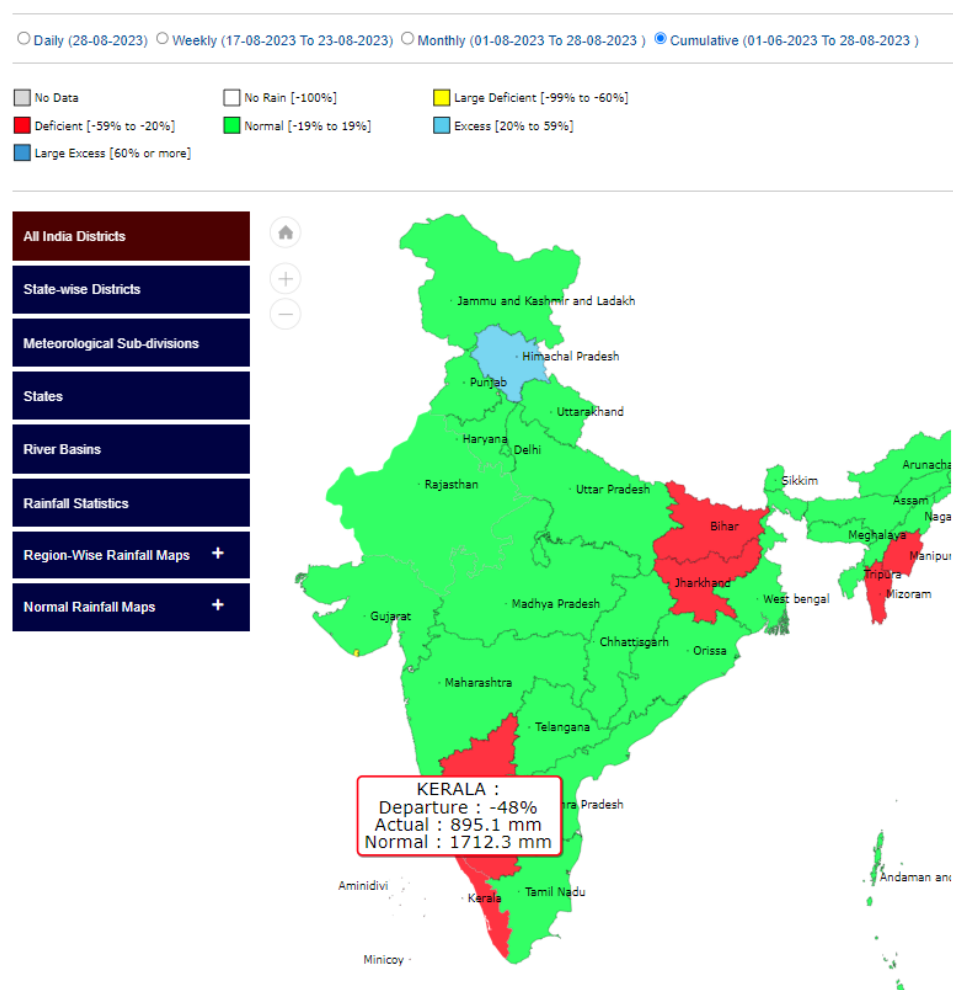 Daily (28-08-2023) Weekly (17-08-2023 To 23-08-2023) Monthly (01-08-2023 To 28-08-2023 ) Cumulative (01-06-2023 To 28-08-2023 )
No Data No Rain [-100%] Large Deficient [-99% to -60%]
Deficient [-59% to -20%] Normal [-19% to 19%] Excess [20% to 59%]
Large Excess [60% or more]
All India Districts
State-wise Districts
Meteorological Sub-divisions
States
River Basins
Rainfall Statistics
Region-Wise Rainfall Maps +
Normal Rainfall Maps +
Jammu and Kashmir and Ladakh
Himachal Pradesh
Punjab
Uttarakhand
Haryana
Delhi
Rajasthan
Uttar Pradesh
Sikkim
Arunacha
Assam
Naga
Bihar
Meghalaya
Manipur
Jharkhand
Tripura
Mizoram
West bengal
Madhya Pradesh
Gujarat
Chhattisgarh
Orissa
Maharashtra
Telangana
KERALA :
Departure : -48%
Actual : 895.1 mm
Normal : 1712.3 mm
hra Pradesh
Andaman and
Aminidivi
Kerala
Tamil Nadu
Minicoy